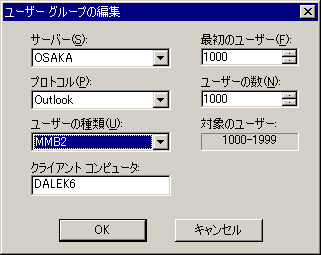 ユーザー グループの編集
サーバー(S):
OSAKA
プロトコル(P):
Outlook
ユーザーの種類(U):
MMB2
クライアント コンピュータ:
DALEK6
最初のユーザー(F):
1000
ユーザーの数(N):
1000
対象のユーザー:
1000-1999
OK
キャンセル